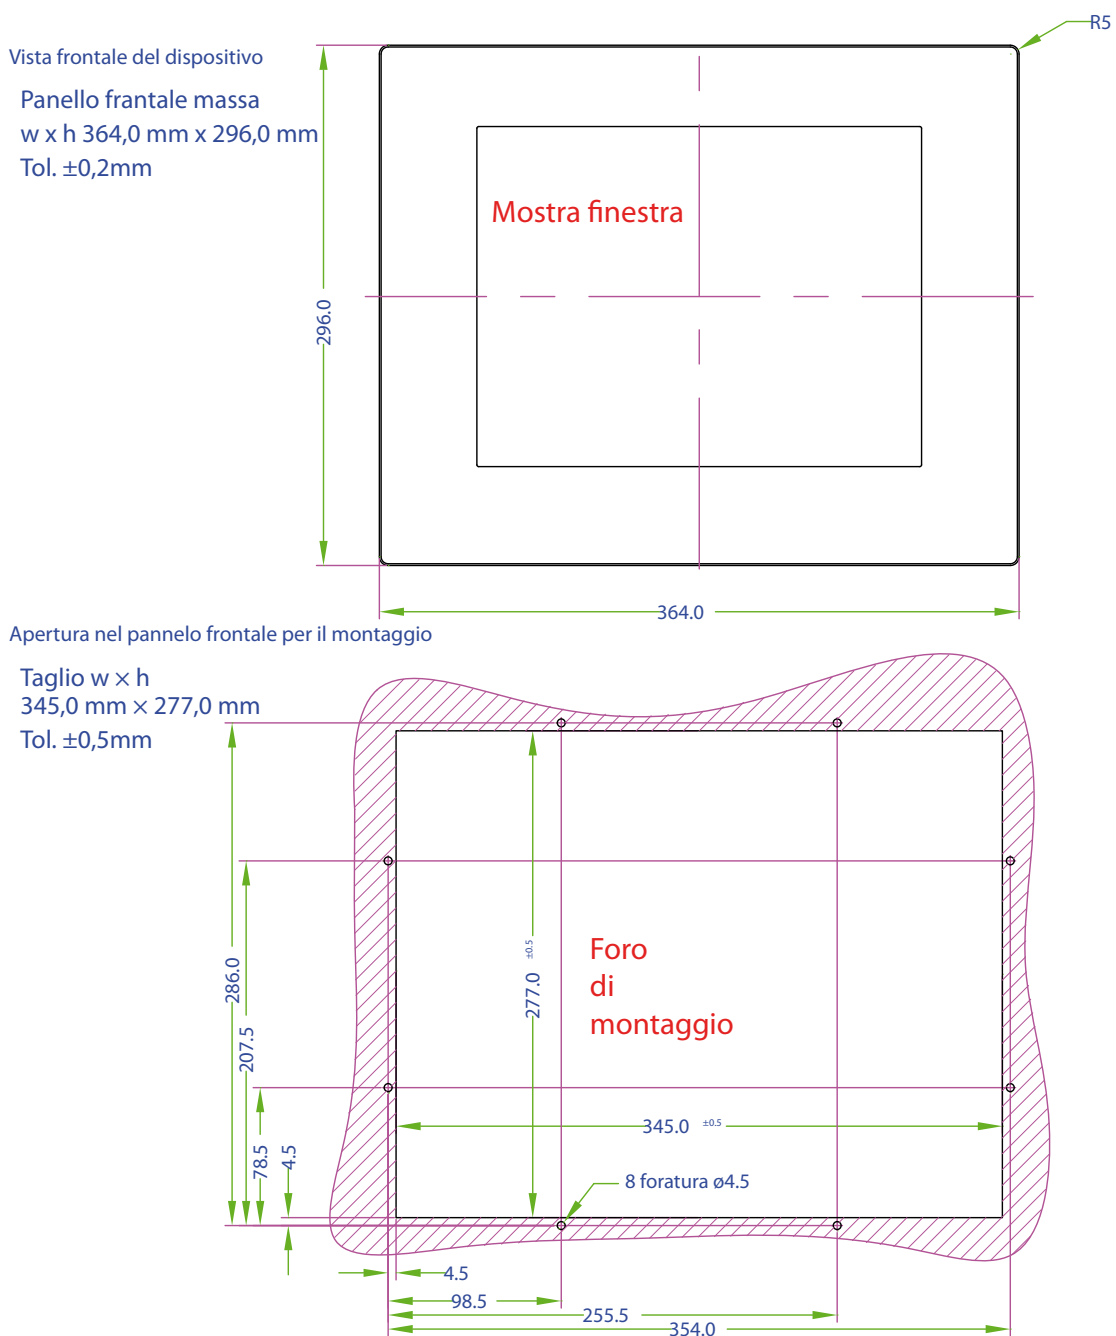 R5
Vista frontale del dispositivo
Panello frantale massa
w x h 364,0 mm x 296,0 mm
Tol. ±0,2mm
Mostra finestra
296.0
364.0
Apertura nel pannelo frontale per il montaggio
Taglio w × h
345,0 mm × 277,0 mm
Tol. ±0,5mm
286.0
207.5
78.5
4.5
277.0 ±0.5
Foro
di
montaggio
345.0 ±0.5
8 foratura ø4.5
4.5
98.5
255.5
354.0